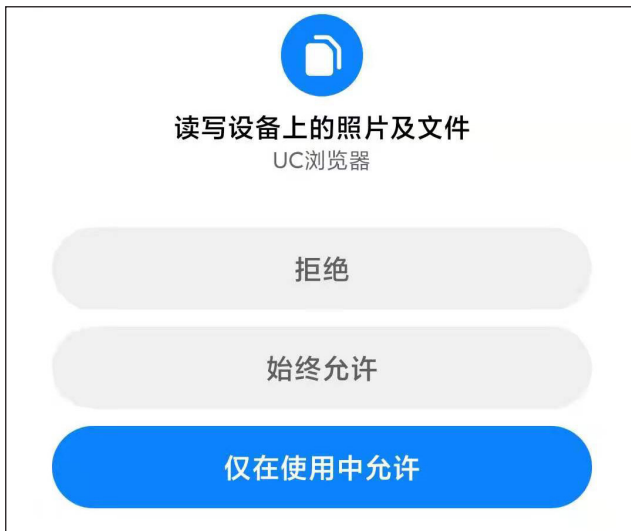 读写设备上的照片及文件
UC浏览器
拒绝
始终允许
仅在使用中允许